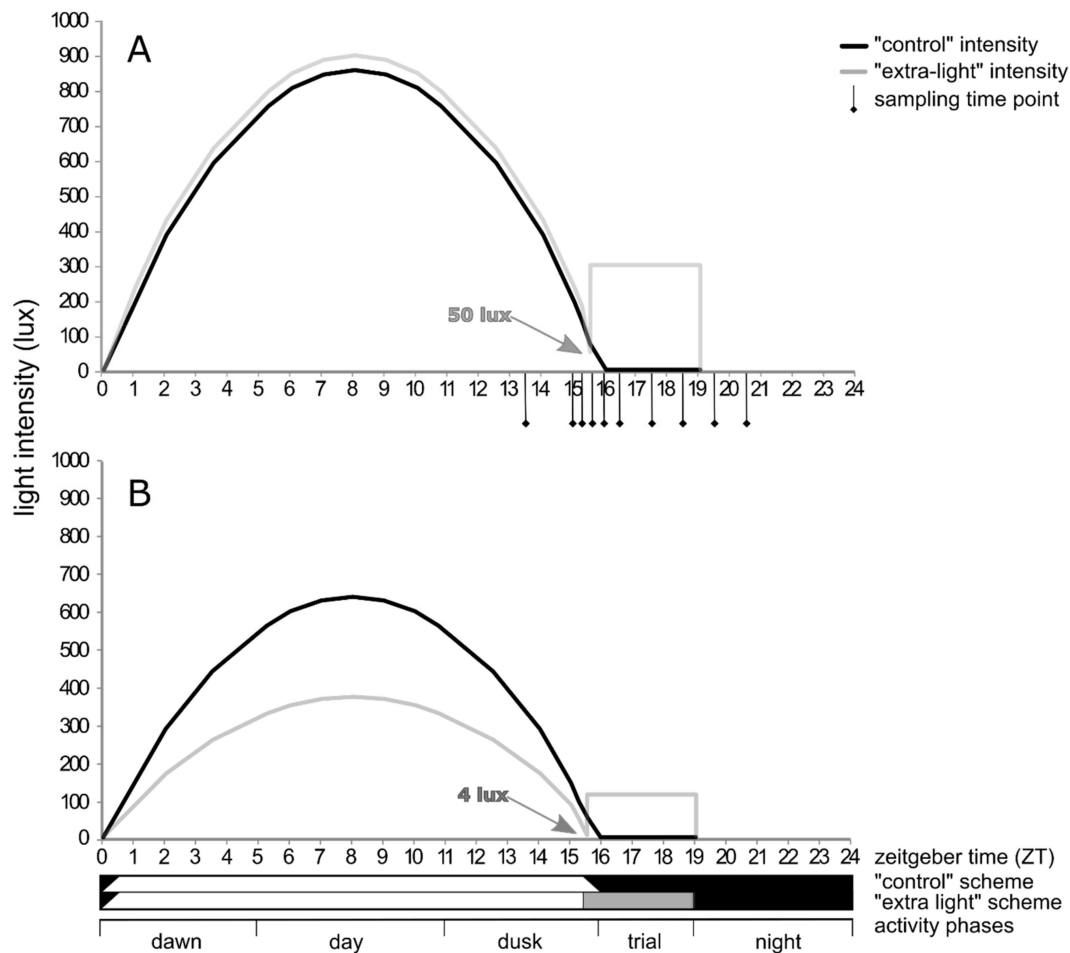 A
"control" intensity
"extra-light" intensity
sampling time point
light intensity (lux)
1000
900
800
700
600
500
400
300
200
100
0
50 lux
0 1 2 3 4 5 6 7 8 9 10 11 12 13 14 15 16 17 18 19 20 21 22 23 24
B
1000
900
800
700
600
500
400
300
200
100
0
4 lux
0 1 2 3 4 5 6 7 8 9 10 11 12 13 14 15 16 17 18 19 20 21 22 23 24
zeitgeber time (ZT)
"control" scheme
"extra light" scheme
activity phases
dawn day dusk trial night